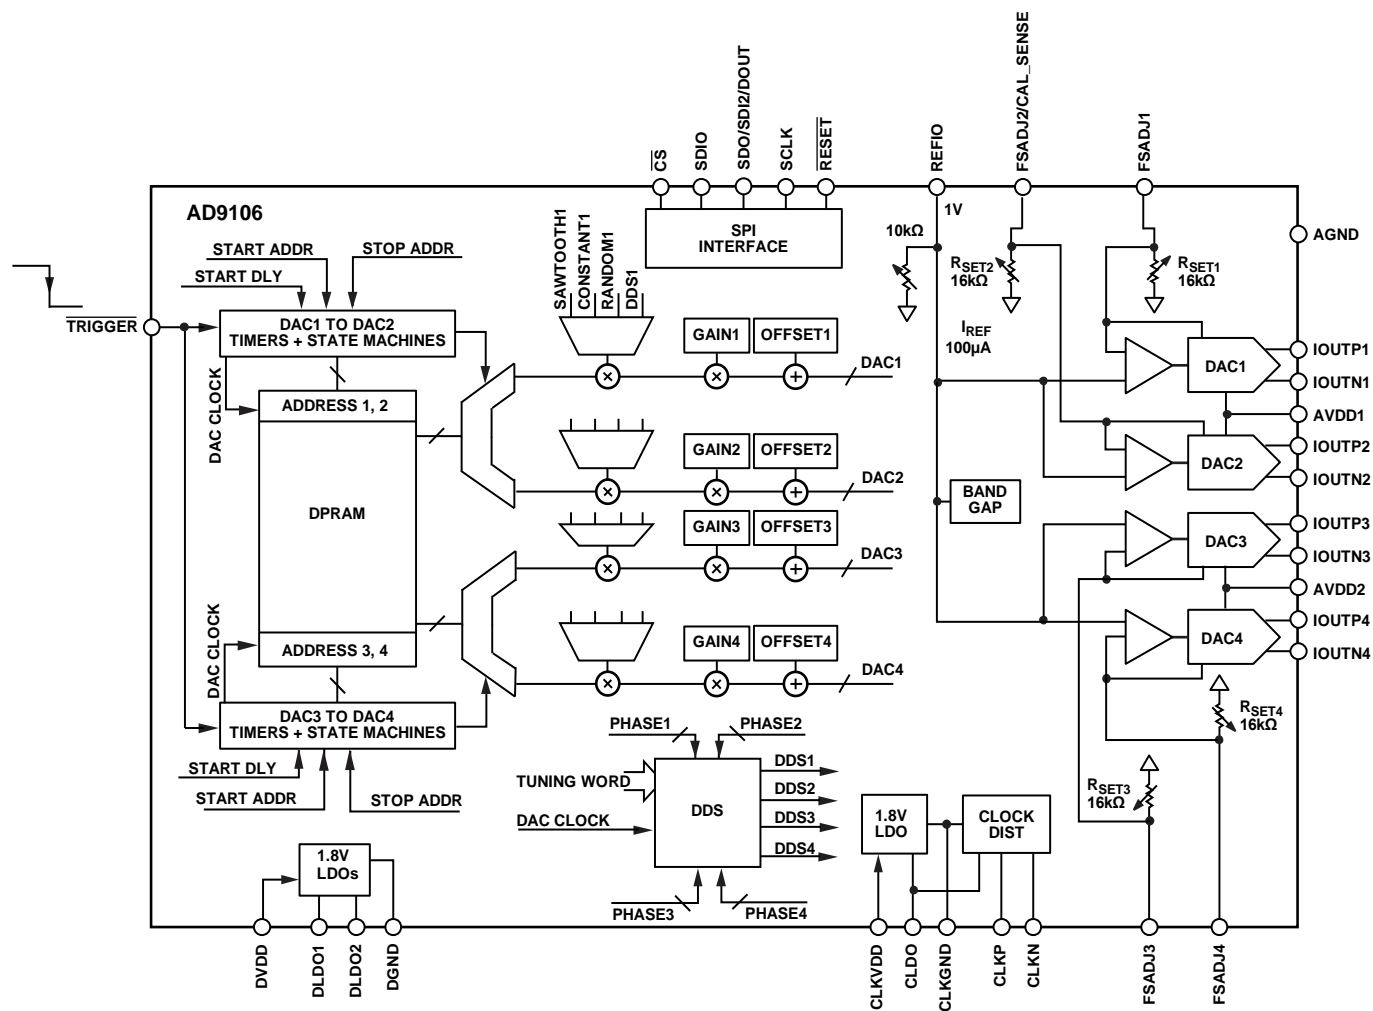 CS
SDIO
SDO/SDI2/DOUT
SCLK
RESET
REFIO
FSADJ2/CAL_SENSE
FSADJ1
AD9106
START ADDR
STOP ADDR
START DLY
TRIGGER
DAC1 TO DAC2
TIMERS + STATE MACHINES
DAC CLOCK
ADDRESS 1, 2
DPRAM
ADDRESS 3, 4
DAC CLOCK
DAC3 TO DAC4
TIMERS + STATE MACHINES
START DLY
START ADDR
STOP ADDR
1.8V
LDOs
DVDD
DLDO1
DLDO2
DGND
SPI
INTERFACE
SAWTOOTH1
CONSTANT1
RANDOM1
DDS1
GAIN1
OFFSET1
DAC1
GAIN2
OFFSET2
DAC2
GAIN3
OFFSET3
DAC3
GAIN4
OFFSET4
DAC4
PHASE1
PHASE2
TUNING WORD
DAC CLOCK
DDS
DDS1
DDS2
DDS3
DDS4
PHASE3
PHASE4
1V
10kΩ
IREF
100µA
BAND
GAP
RSET2
16kΩ
RSET1
16kΩ
DAC1
DAC2
DAC3
DAC4
AGND
IOUTP1
IOUTN1
AVDD1
IOUTP2
IOUTN2
IOUTP3
IOUTN3
AVDD2
IOUTP4
IOUTN4
RSET4
16kΩ
RSET3
16kΩ
1.8V
LDO
CLOCK
DIST
CLKVDD
CLDO
CLKGND
CLKP
CLKN
FSADJ3
FSADJ4